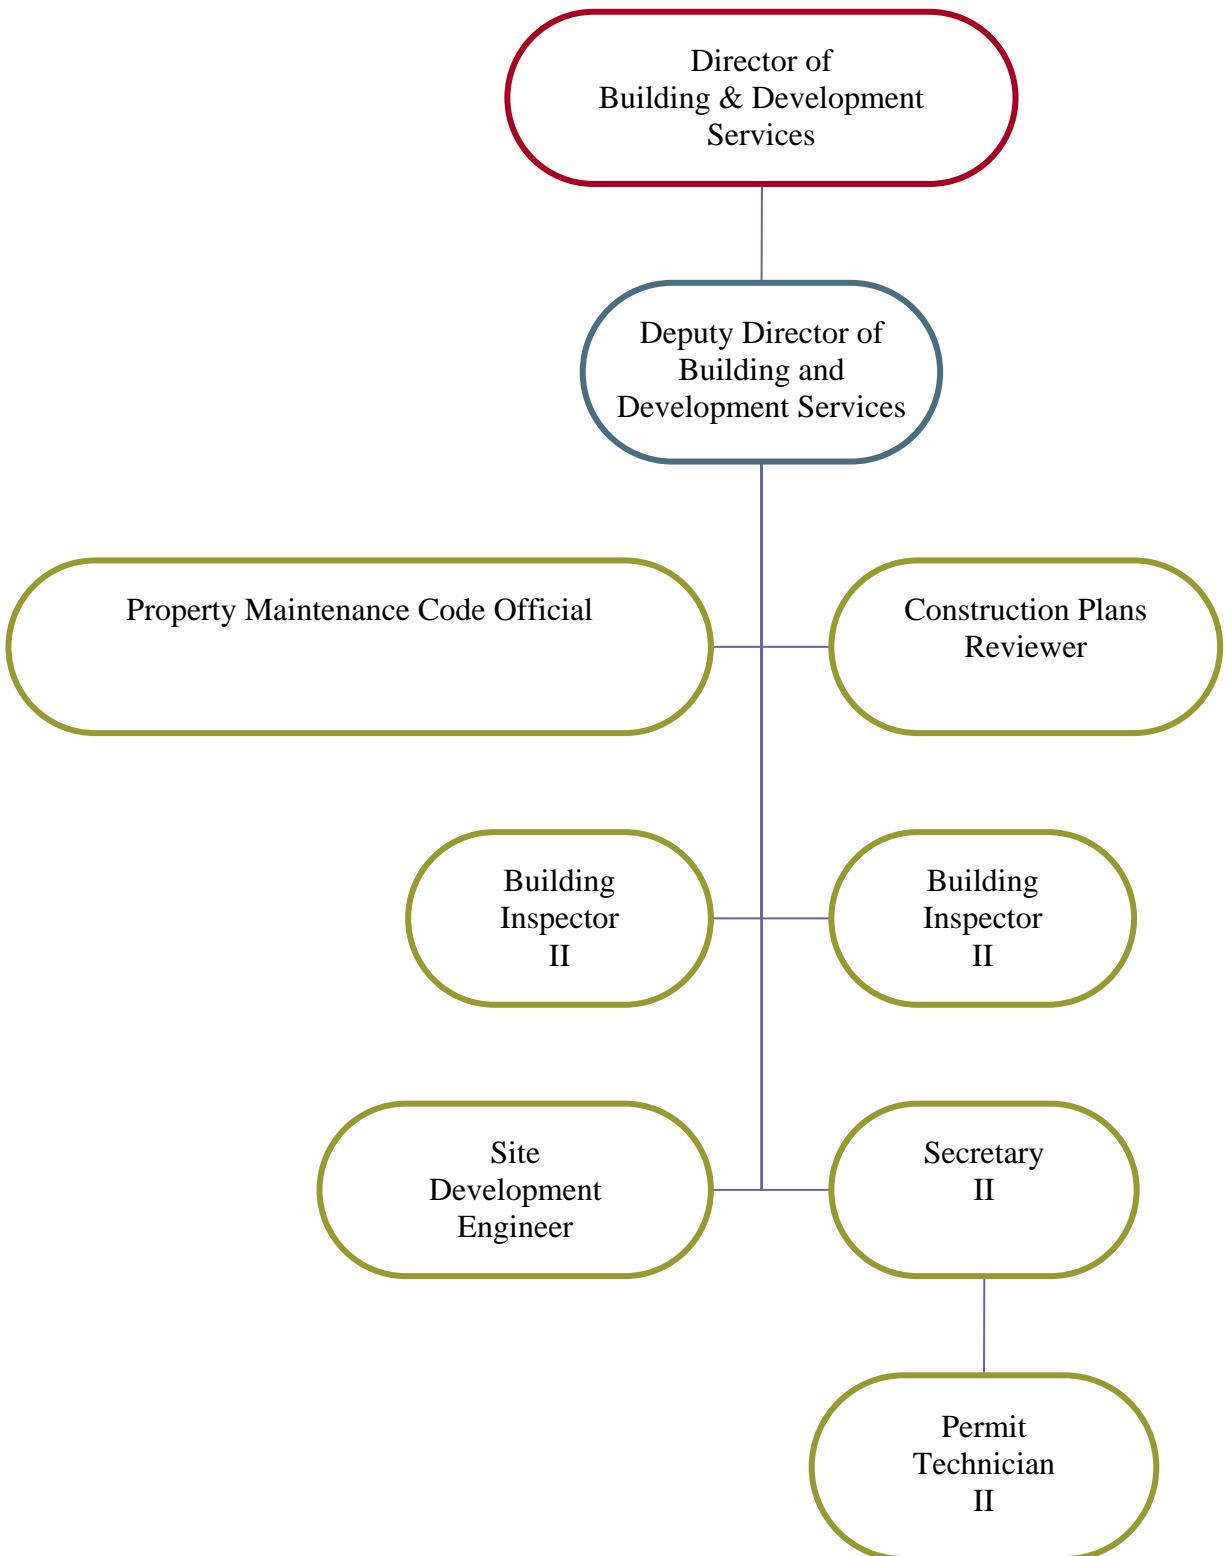 Director of
Building & Development
Services
Deputy Director of
Building and
Development Services
Property Maintenance Code Official
Construction Plans
Reviewer
Building
Inspector
II
Building
Inspector
II
Site
Development
Engineer
Secretary
II
Permit
Technician
II